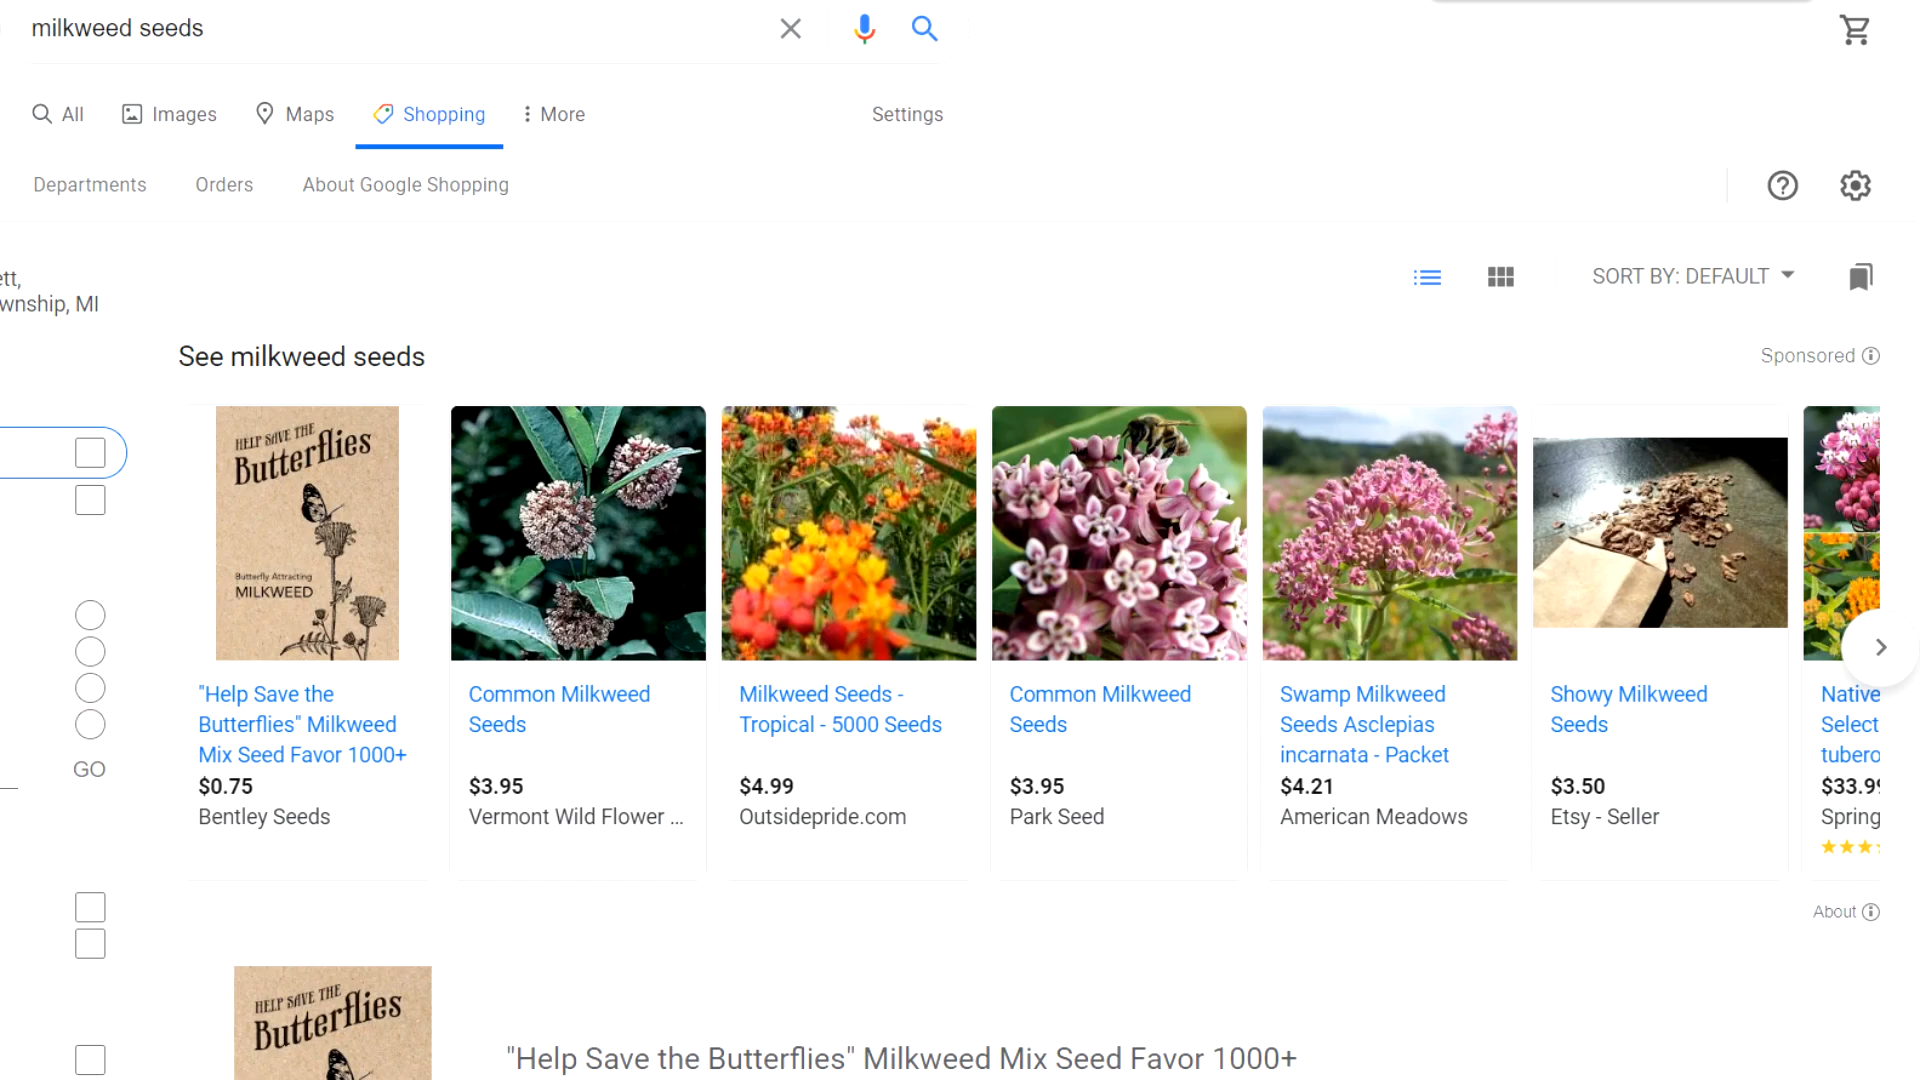 milkweed seeds
All
Images
Maps
Shopping
More
Settings
Departments
Orders
About Google Shopping
ett,
wnship, MI
SORT BY: DEFAULT
See milkweed seeds
Sponsored
HELP SAVE THE
Butterflies
Butterfly Attracting
MILKWEED
"Help Save the
Butterflies" Milkweed
Mix Seed Favor 1000+
$0.75
Bentley Seeds
Common Milkweed
Seeds
$3.95
Vermont Wild Flower ...
Milkweed Seeds -
Tropical - 5000 Seeds
$4.99
Outsidepride.com
Common Milkweed
Seeds
$3.95
Park Seed
Swamp Milkweed
Seeds Asclepias
incarnata - Packet
$4.21
American Meadows
Showy Milkweed
Seeds
$3.50
Etsy - Seller
Native
Select
tubero
$33.99
Spring
GO
About
HELP SAVE THE
Butterflies
"Help Save the Butterflies" Milkweed Mix Seed Favor 1000+